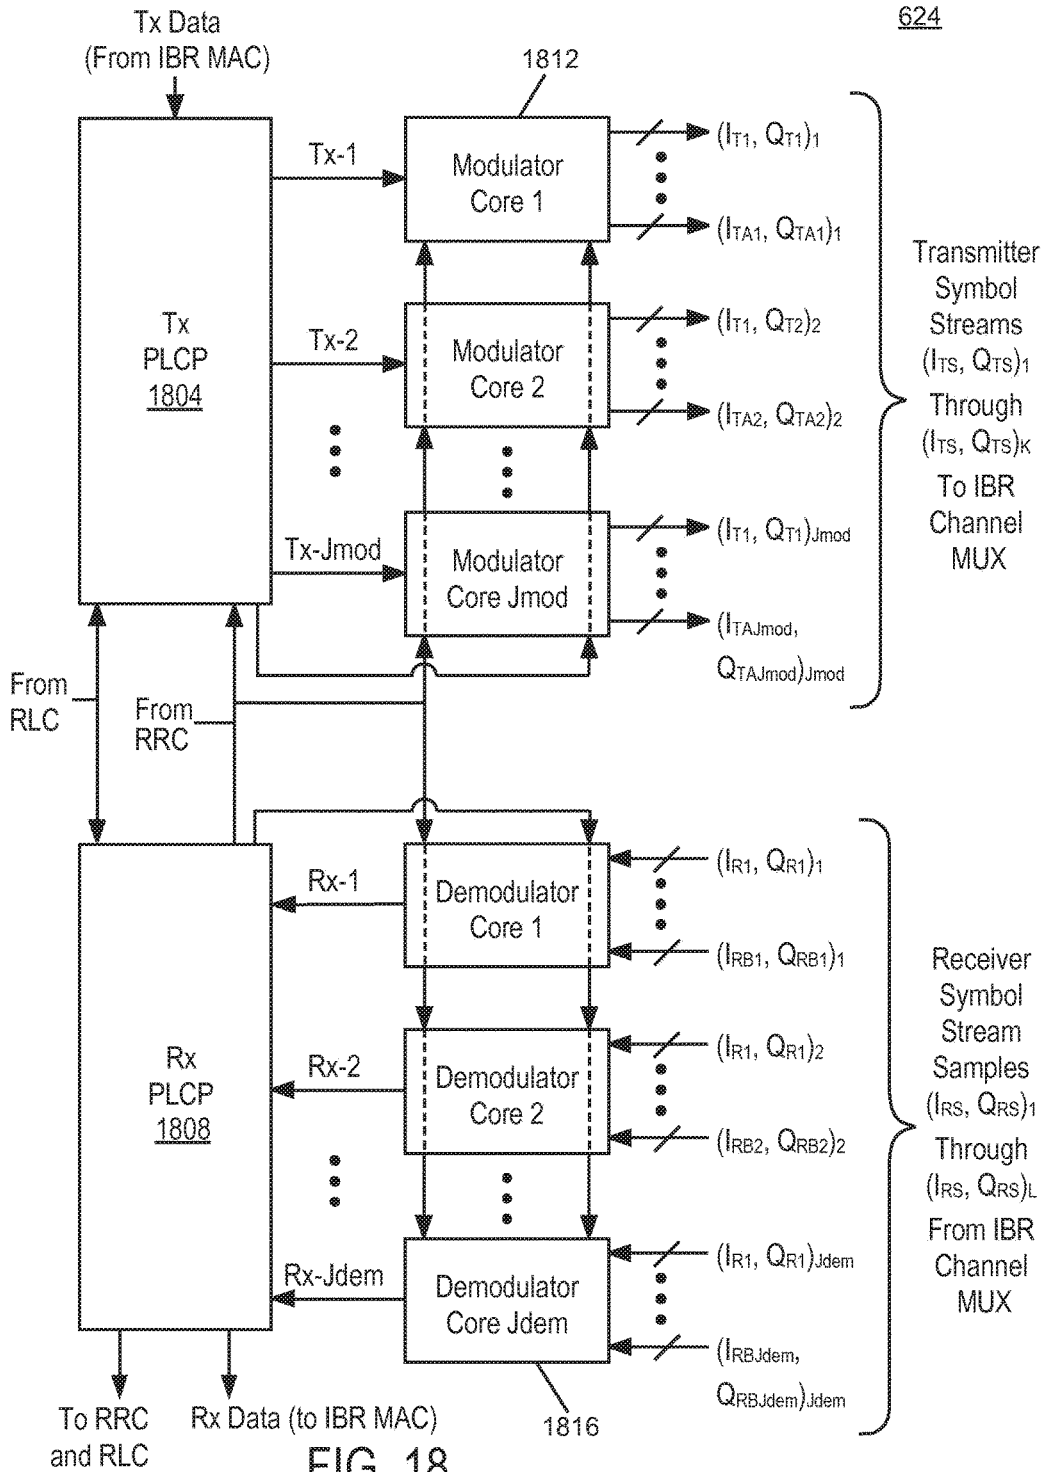 624
Tx Data
(From IBR MAC)
1812
Tx
PLCP
1804
Tx-1
Modulator
Core 1
(IT1, QT1)1
(ITA1, QTA1)1
Tx-2
Modulator
Core 2
(IT1, QT2)2
(ITA2, QTA2)2
Tx-Jmod
Modulator
Core Jmod
(IT1, QT1)Jmod
(ITAJmod,
QTAJmod)Jmod
Transmitter
Symbol
Streams
(ITS, QTS)1
Through
(ITS, QTS)K
To IBR
Channel
MUX
From
RLC
From
RRC
Rx
PLCP
1808
Rx-1
Demodulator
Core 1
(IR1, QR1)1
(IRB1, QRB1)1
Rx-2
Demodulator
Core 2
(IR1, QR1)2
(IRB2, QRB2)2
Rx-Jdem
Demodulator
Core Jdem
(IR1, QR1)Jdem
(IRBJdem,
QRBJdem)Jdem
Receiver
Symbol
Stream
Samples
(IRS, QRS)1
Through
(IRS, QRS)L
From IBR
Channel
MUX
1816
To RRC
and RLC
Rx Data (to IBR MAC)
FIG. 18